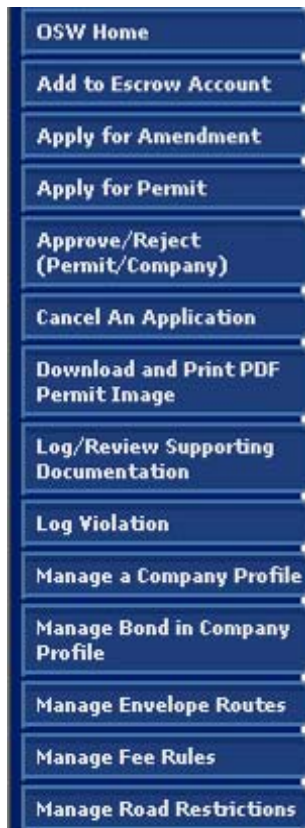 OSW Home
Add to Escrow Account
Apply for Amendment
Apply for Permit
Approve/Reject
(Permit/Company)
Cancel An Application
Download and Print PDF
Permit Image
Log/Review Supporting
Documentation
Log Violation
Manage a Company Profile
Manage Bond in Company
Profile
Manage Envelope Routes
Manage Fee Rules
Manage Road Restrictions